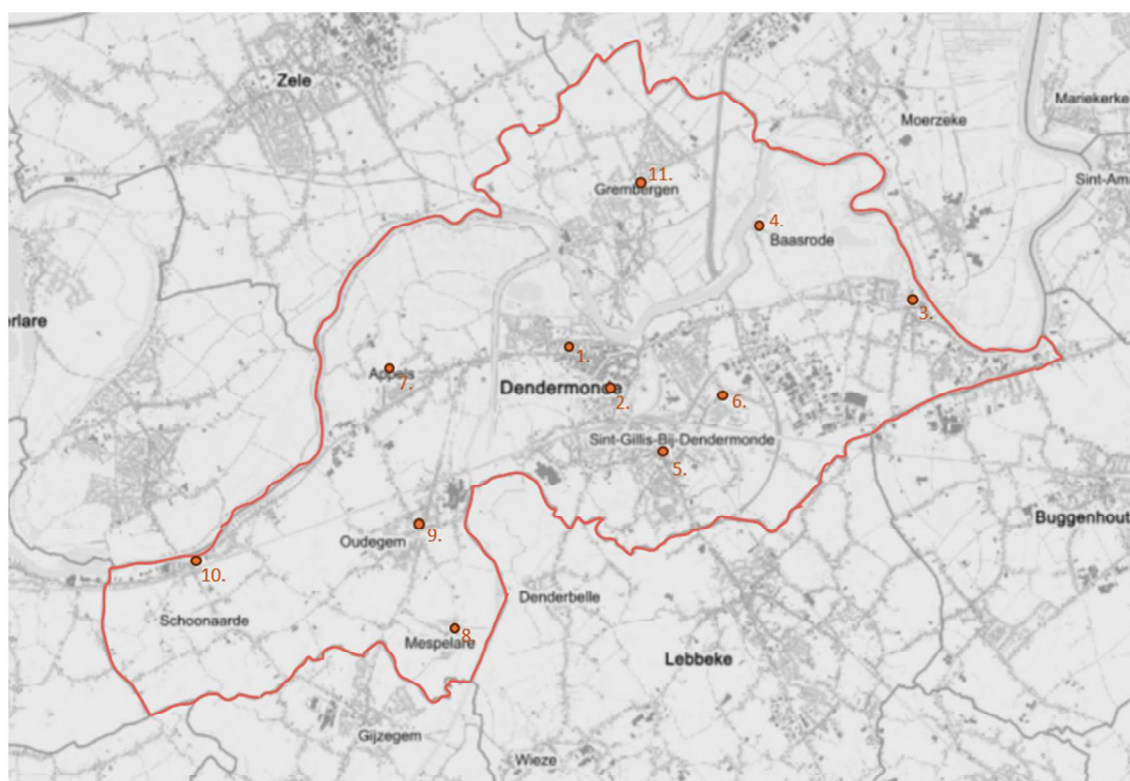 Zele
Mariekerke
Moerzeke
Sint-Am
11.
Grembergen
4.
Baasrode
3.
erlare
1.
Appels
7.
Dendermonde
2.
6.
Sint-Gillis-Bij-Dendermonde
5.
Buggenhout
9.
Oudegem
10.
Denderbelle
Schoonaarde
8.
Mespelare
Lebbeke
Gijzegem
Wieze